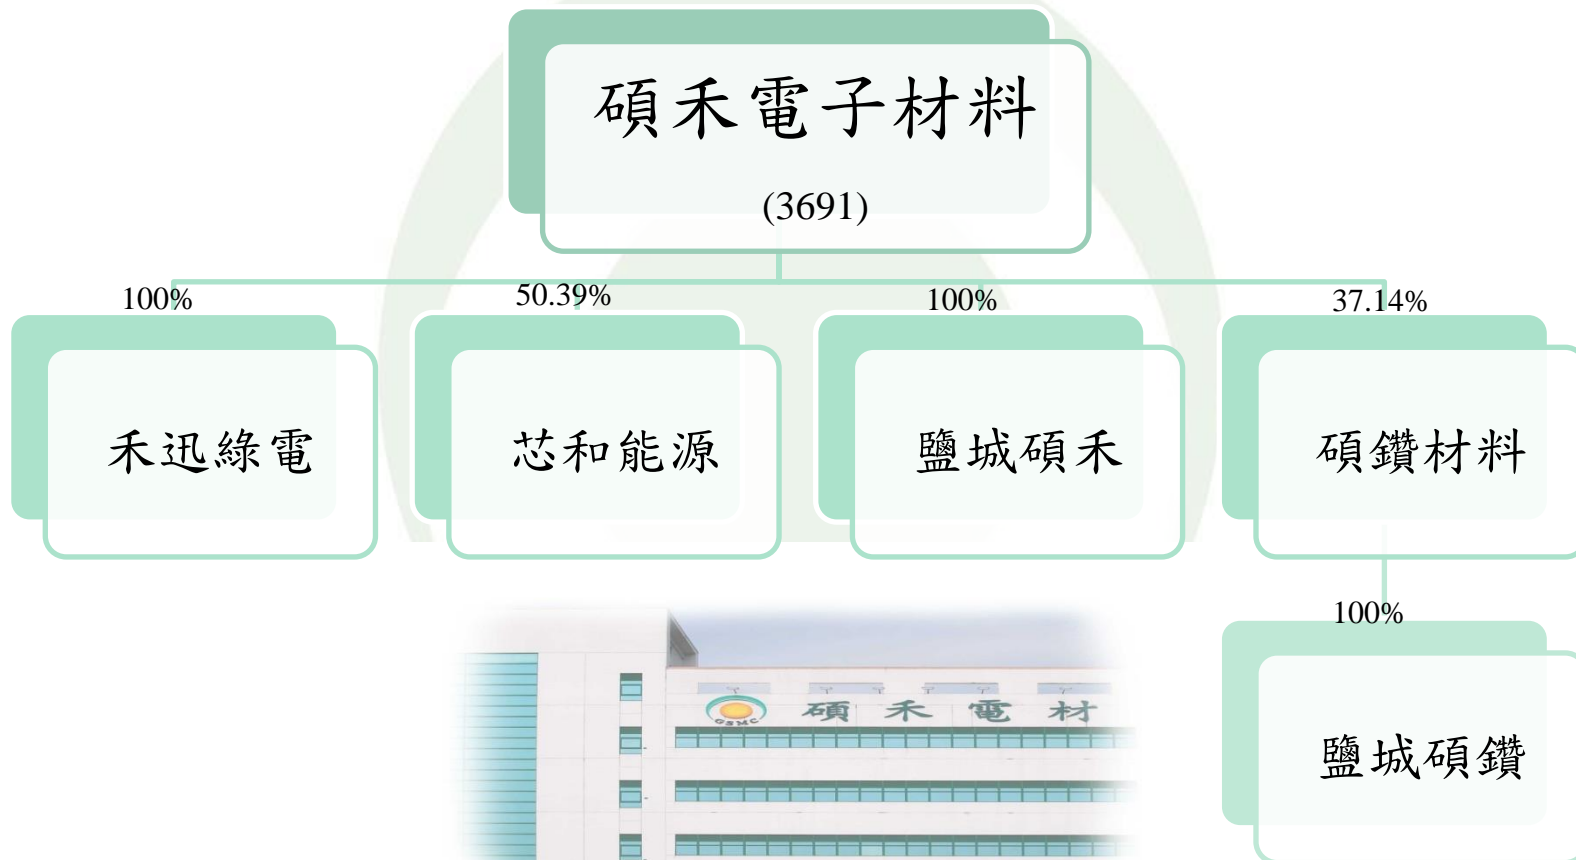 碩禾電子材料
(3691)
100%
50.39%
100%
37.14%
禾迅綠電
芯和能源
鹽城碩禾
碩鑽材料
100%
鹽城碩鑽
GSMC
碩禾電材